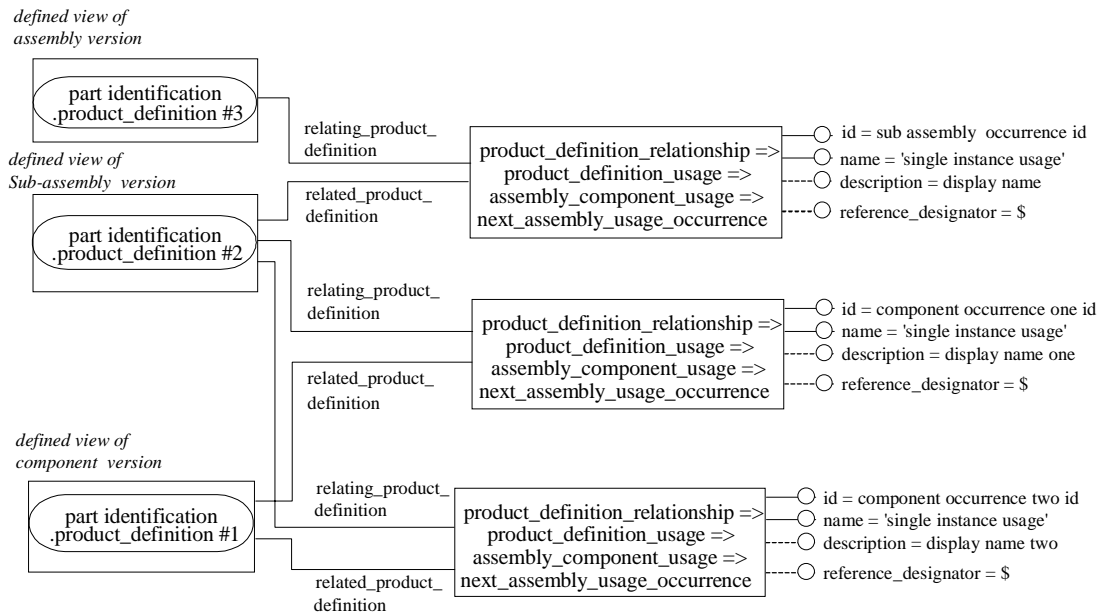 defined view of
assembly version
part identification
.product_definition #3
relating_product_
definition
product_definition_relationship =>
product_definition_usage =>
assembly_component_usage =>
next_assembly_usage_occurrence
id = sub assembly occurrence id
name = 'single instance usage'
description = display name
reference_designator = $
defined view of
Sub-assembly version
related_product_
definition
part identification
.product_definition #2
relating_product_
definition
product_definition_relationship =>
product_definition_usage =>
assembly_component_usage =>
next_assembly_usage_occurrence
id = component occurrence one id
name = 'single instance usage'
description = display name one
reference_designator = $
related_product_
definition
defined view of
component version
part identification
.product_definition #1
relating_product_
definition
product_definition_relationship =>
product_definition_usage =>
assembly_component_usage =>
next_assembly_usage_occurrence
id = component occurrence two id
name = 'single instance usage'
description = display name two
reference_designator = $
related_product_
definition